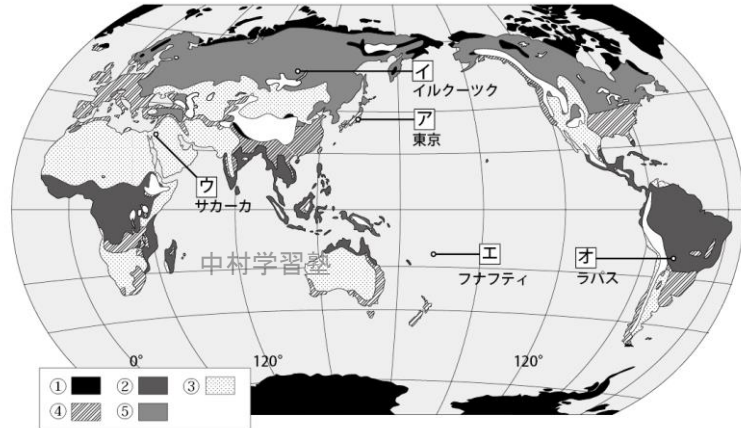 イ
イルクーツク
ア
東京
ウ
サカーカ
中村学習塾
エ
フナフティ
オ
ラパス
0°
120°
120°
① ② ③
④ ⑤